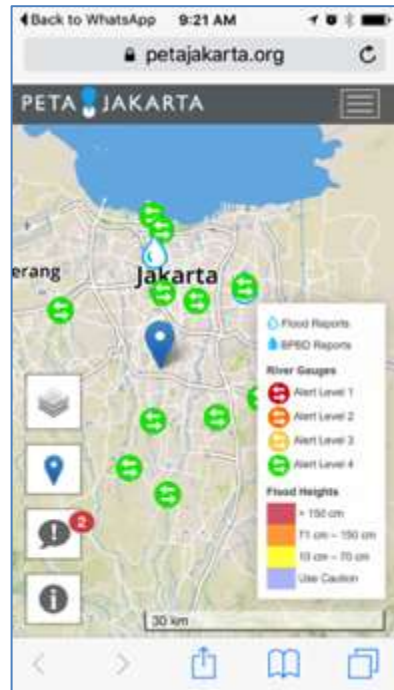 Back to WhatsApp 9:21 AM
petajakarta.org
PETA JAKARTA
erang
Jakarta
Flood Reports
BPBD Reports
River Gauges
Alert Level 1
Alert Level 2
Alert Level 3
Alert Level 4
Flood Heights
> 150 cm
71 cm – 150 cm
10 cm – 70 cm
Use Caution
2
30 km